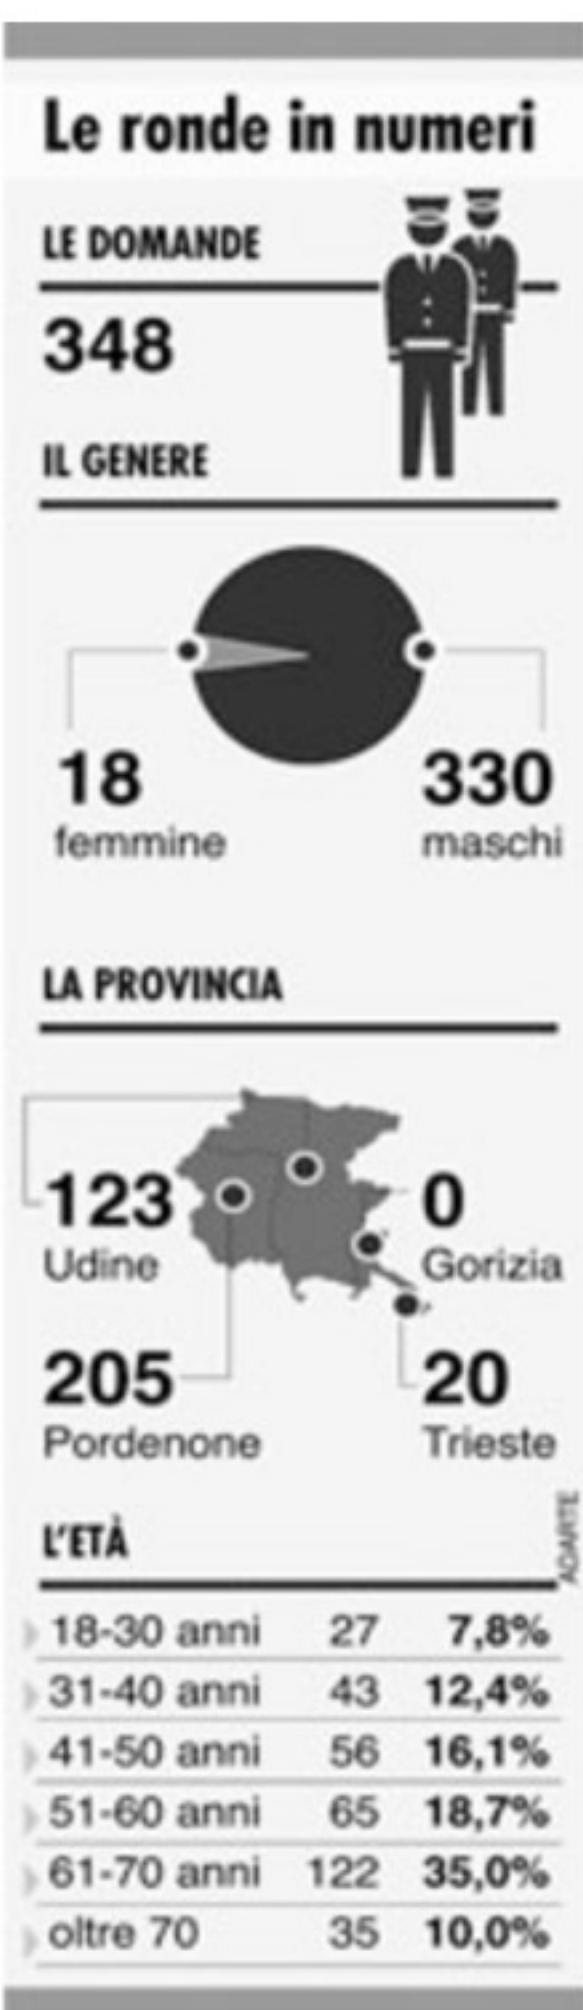 Le ronde in numeri
LE DOMANDE
348
IL GENERE
18
femmine
330
maschi
LA PROVINCIA
123
Udine
0
Gorizia
205
Pordenone
20
Trieste
ADARTE
L'ETÀ
18-30 anni 27 7,8%
31-40 anni 43 12,4%
41-50 anni 56 16,1%
51-60 anni 65 18,7%
61-70 anni 122 35,0%
oltre 70 35 10,0%